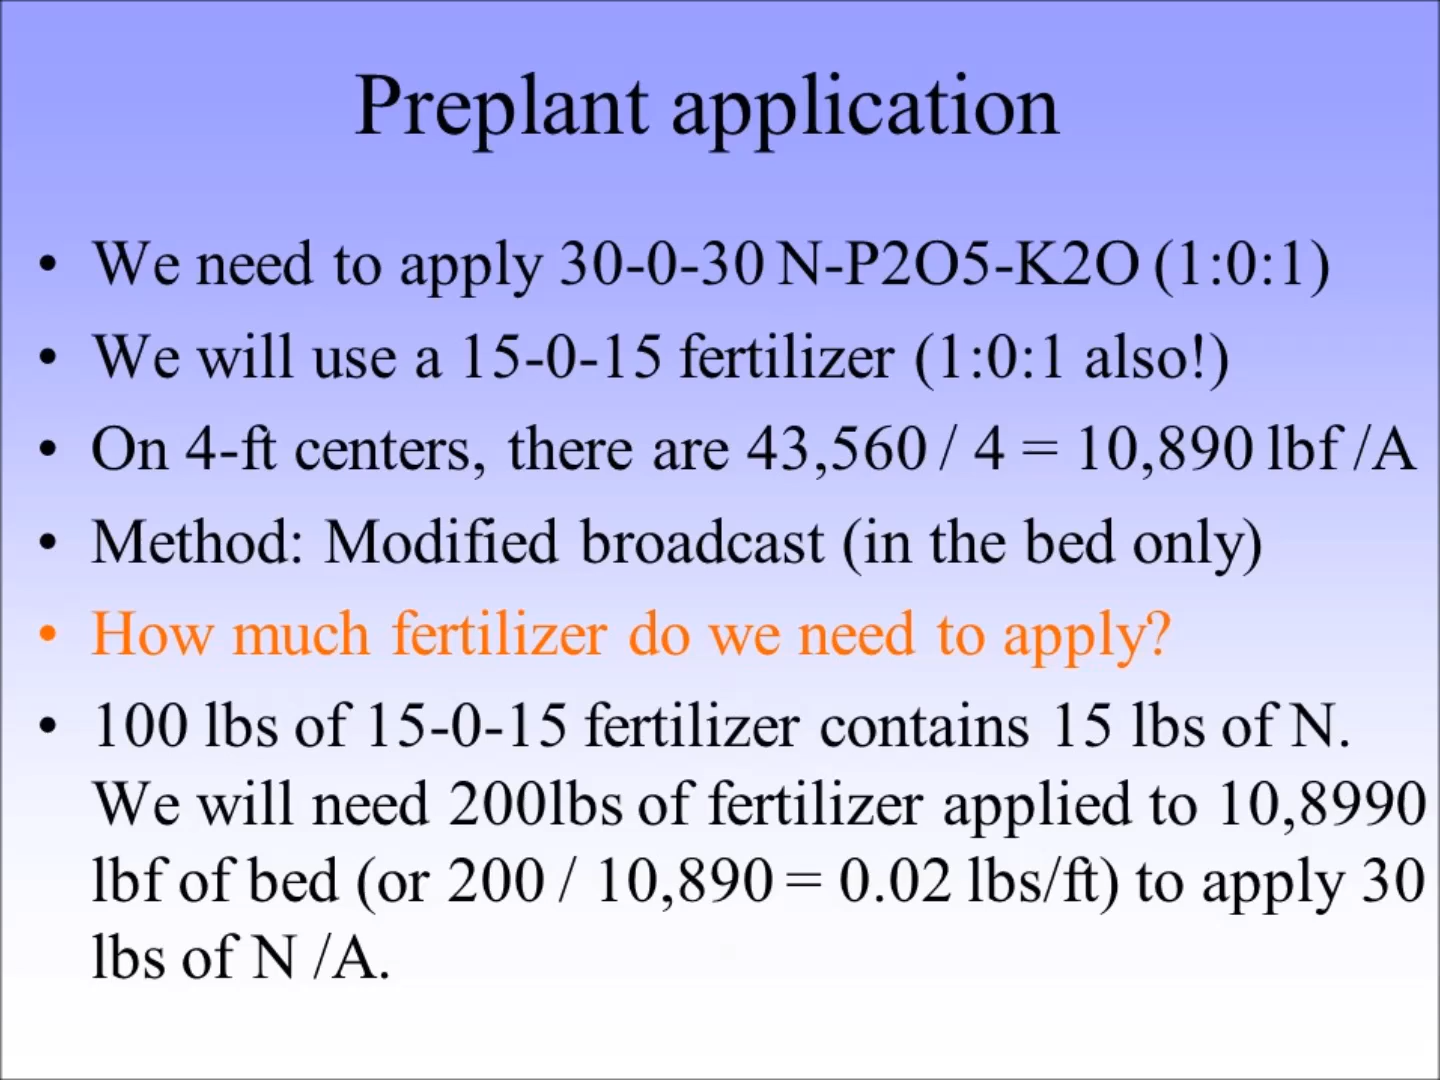 Preplant application
• We need to apply 30-0-30 N-P2O5-K2O (1:0:1)
• We will use a 15-0-15 fertilizer (1:0:1 also!)
• On 4-ft centers, there are 43,560 / 4 = 10,890 lbf /A
• Method: Modified broadcast (in the bed only)
• How much fertilizer do we need to apply?
• 100 lbs of 15-0-15 fertilizer contains 15 lbs of N.
We will need 200lbs of fertilizer applied to 10,8990
lbf of bed (or 200 / 10,890 = 0.02 lbs/ft) to apply 30
lbs of N /A.